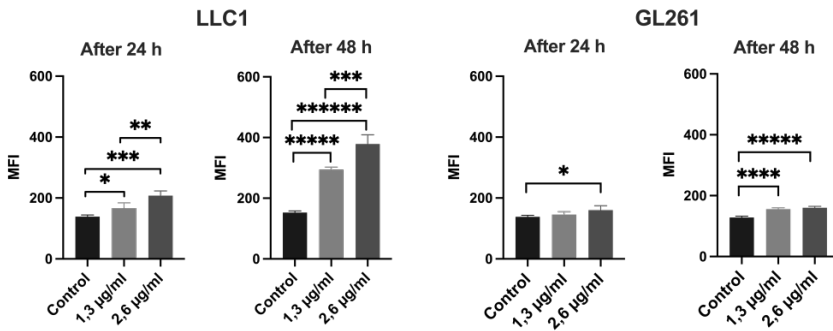 LLC1
After 24 h
MFI
600
400
200
0
**
***
*
Control
1,3 µg/ml
2,6 µg/ml
After 48 h
MFI
600
400
200
0
***
******
*****
Control
1,3 µg/ml
2,6 µg/ml
GL261
After 24 h
MFI
600
400
200
0
*
Control
1,3 µg/ml
2,6 µg/ml
After 48 h
MFI
600
400
200
0
*****
****
Control
1,3 µg/ml
2,6 µg/ml